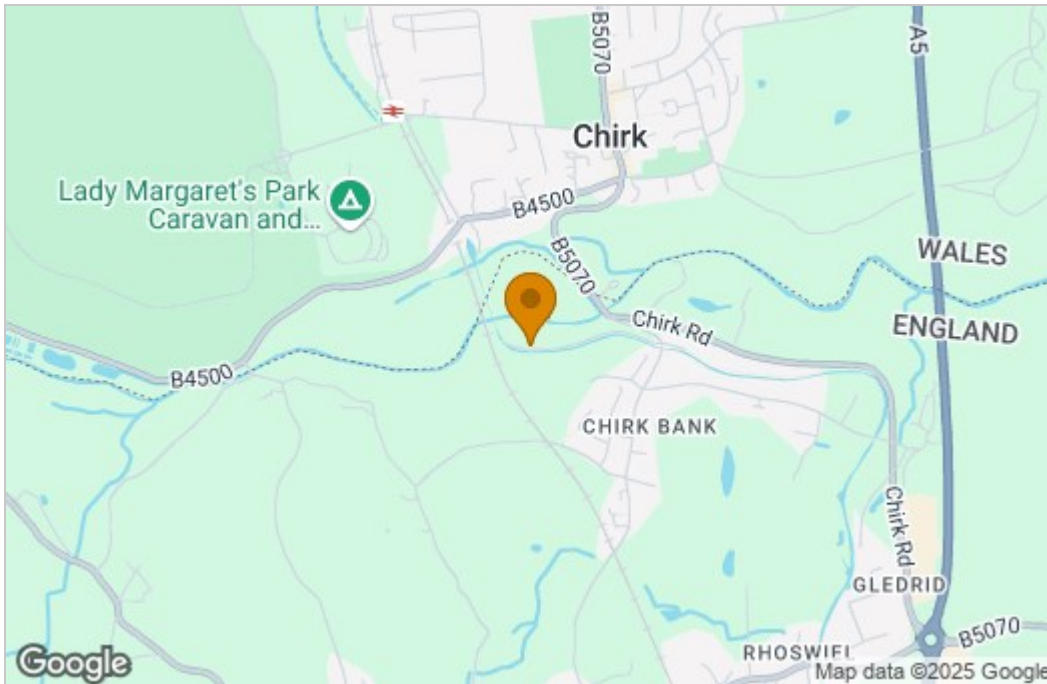 B5070
A5
Chirk
Lady Margaret's Park
Caravan and...
B4500
B5070
WALES
ENGLAND
Chirk Rd
B4500
CHIRK BANK
Chirk Rd
GLEDRID
B5070
RHOSWIEL
Google
Map data ©2025 Google